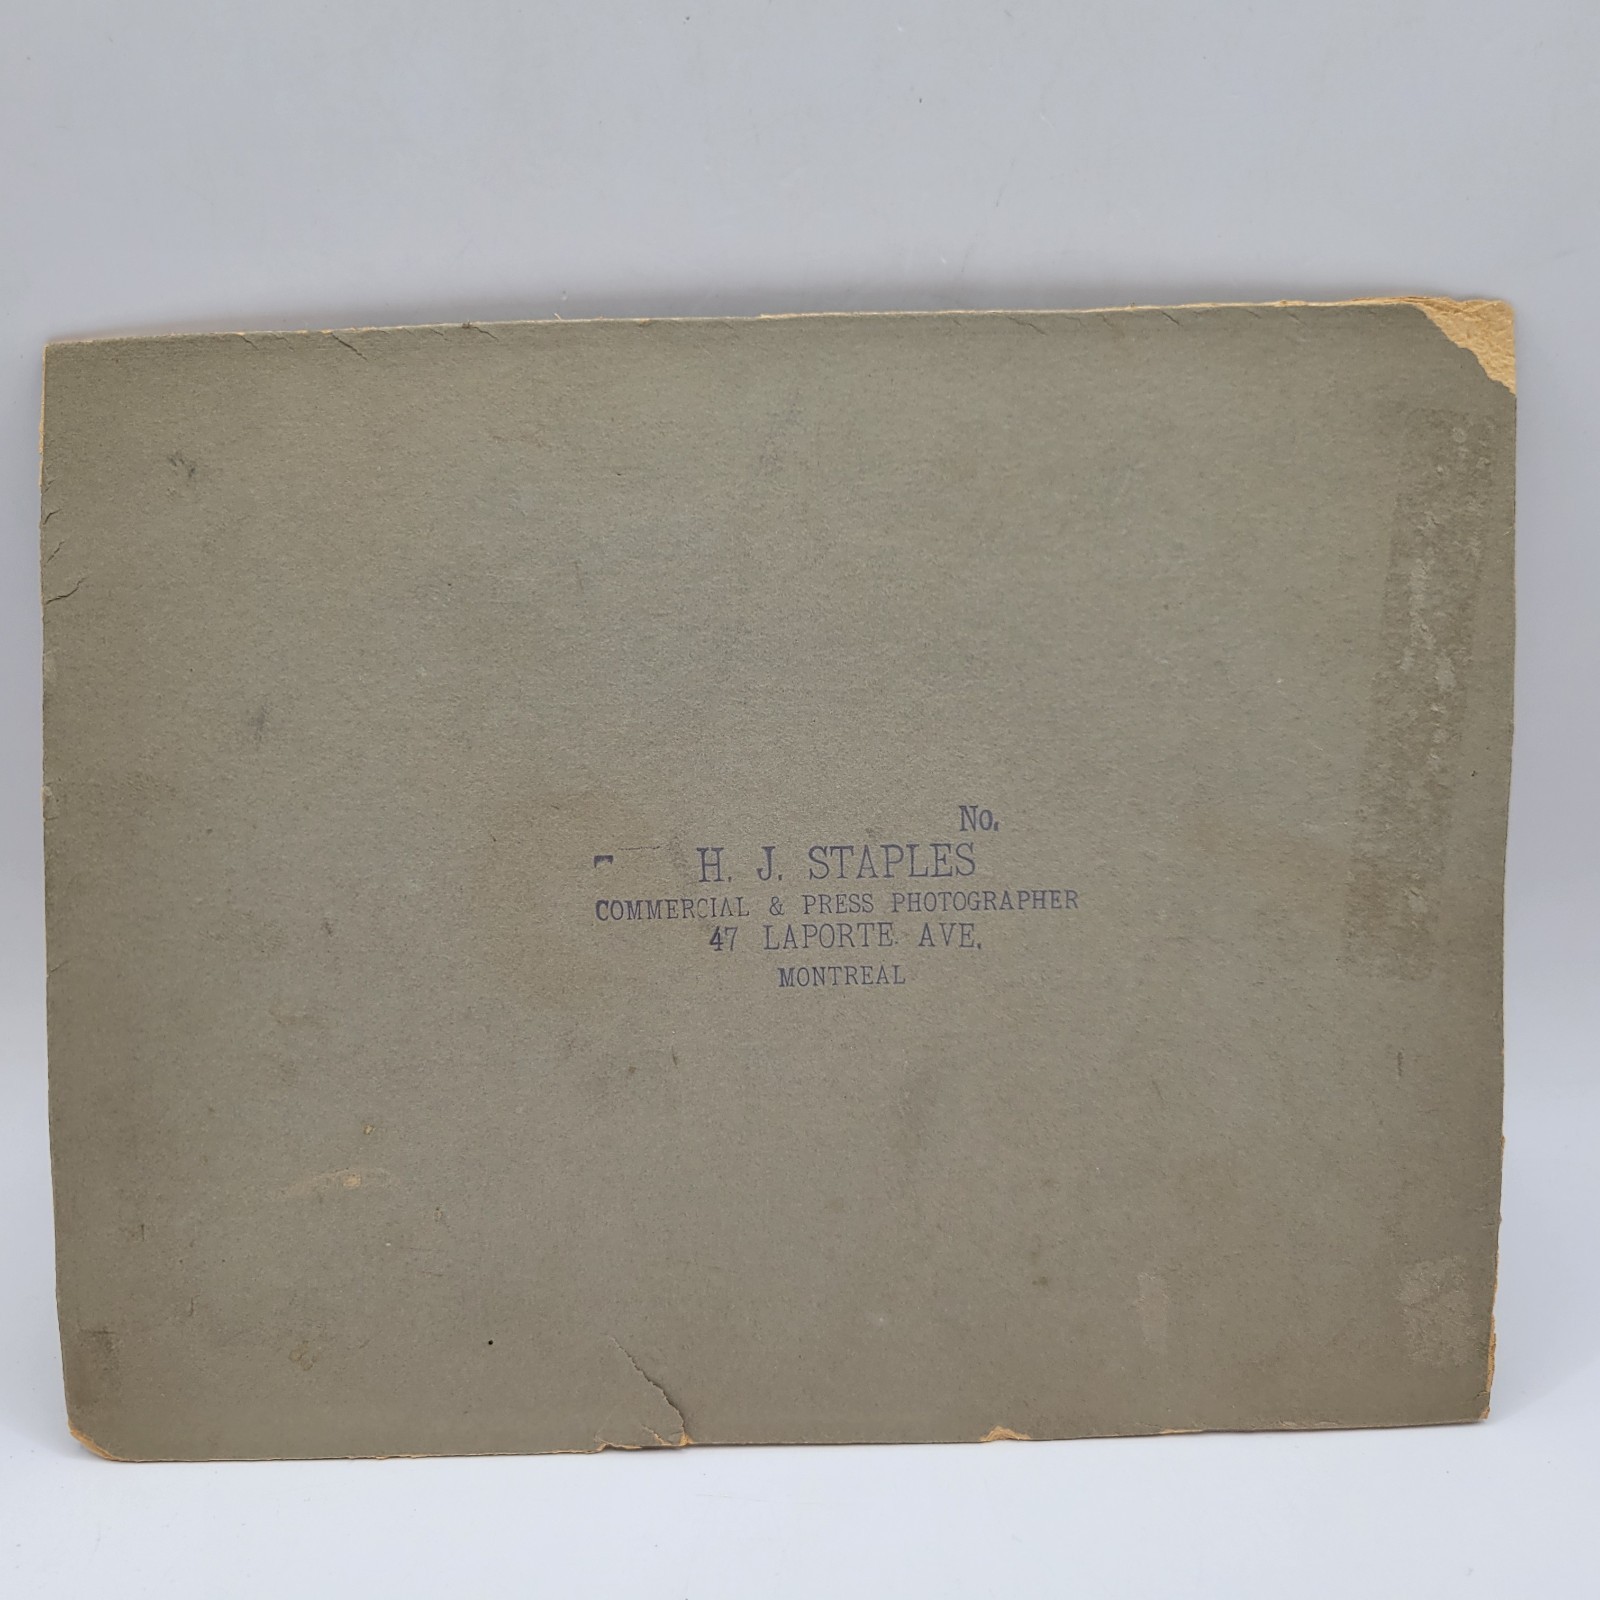 No.
H. J. STAPLES
COMMERCIAL & PRESS PHOTOGRAPHER
47 LAPORTE AVE.
MONTREAL